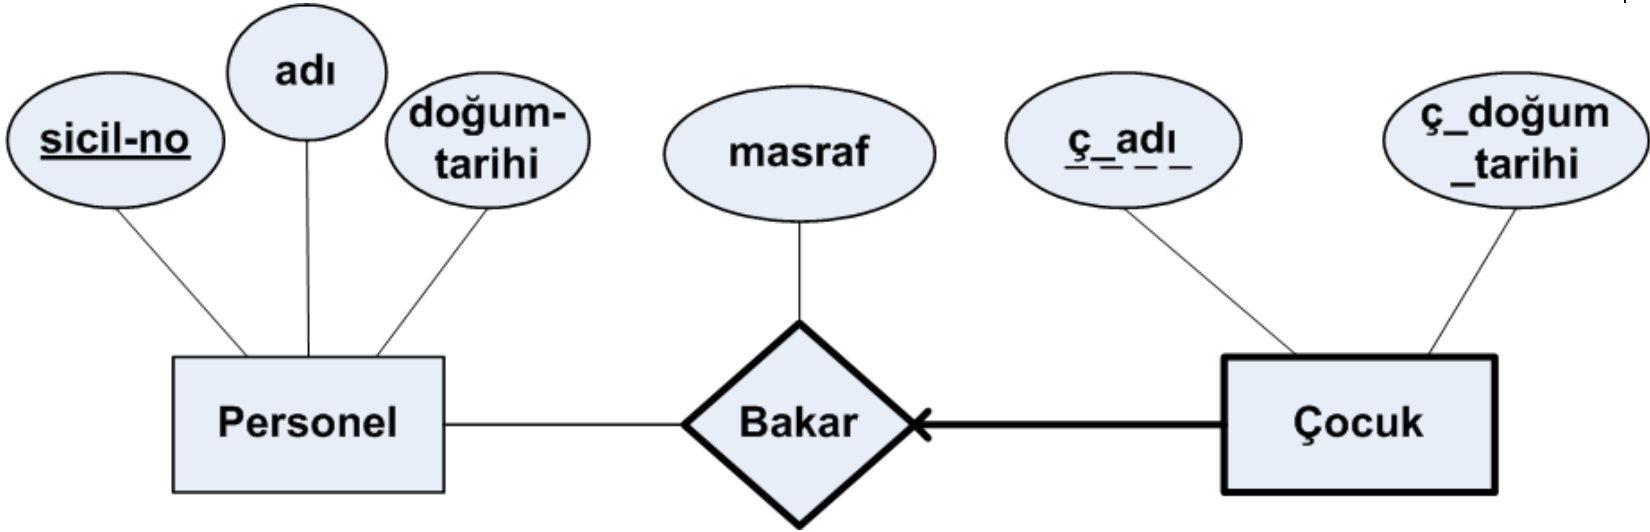 sicil-no
adı
doğum-
tarihi
masraf
ç_adı
ç_doğum
_tarihi
Personel
Bakar
Çocuk